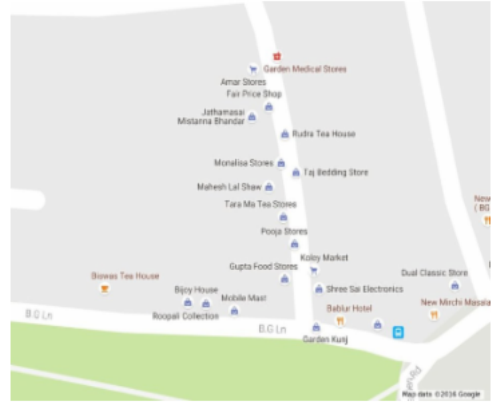 Garden Medical Stores
Amar Stores
Fair Price Shop
Jathamasai
Mistanna Bhandar
Rudra Tea House
Monalisa Stores
Taj Bedding Store
Mahesh Lal Shaw
Tara Ma Tea Stores
New
( BG
Pooja Stores
Koley Market
Gupta Food Stores
Biswas Tea House
Dual Classic Store
Bijoy House
Shree Sai Electronics
Mobile Mast
New Mirchi Masala
Bablur Hotel
Roopali Collection
B.G Ln
B.G Ln
Garden Kunj
Map data ©2016 Google